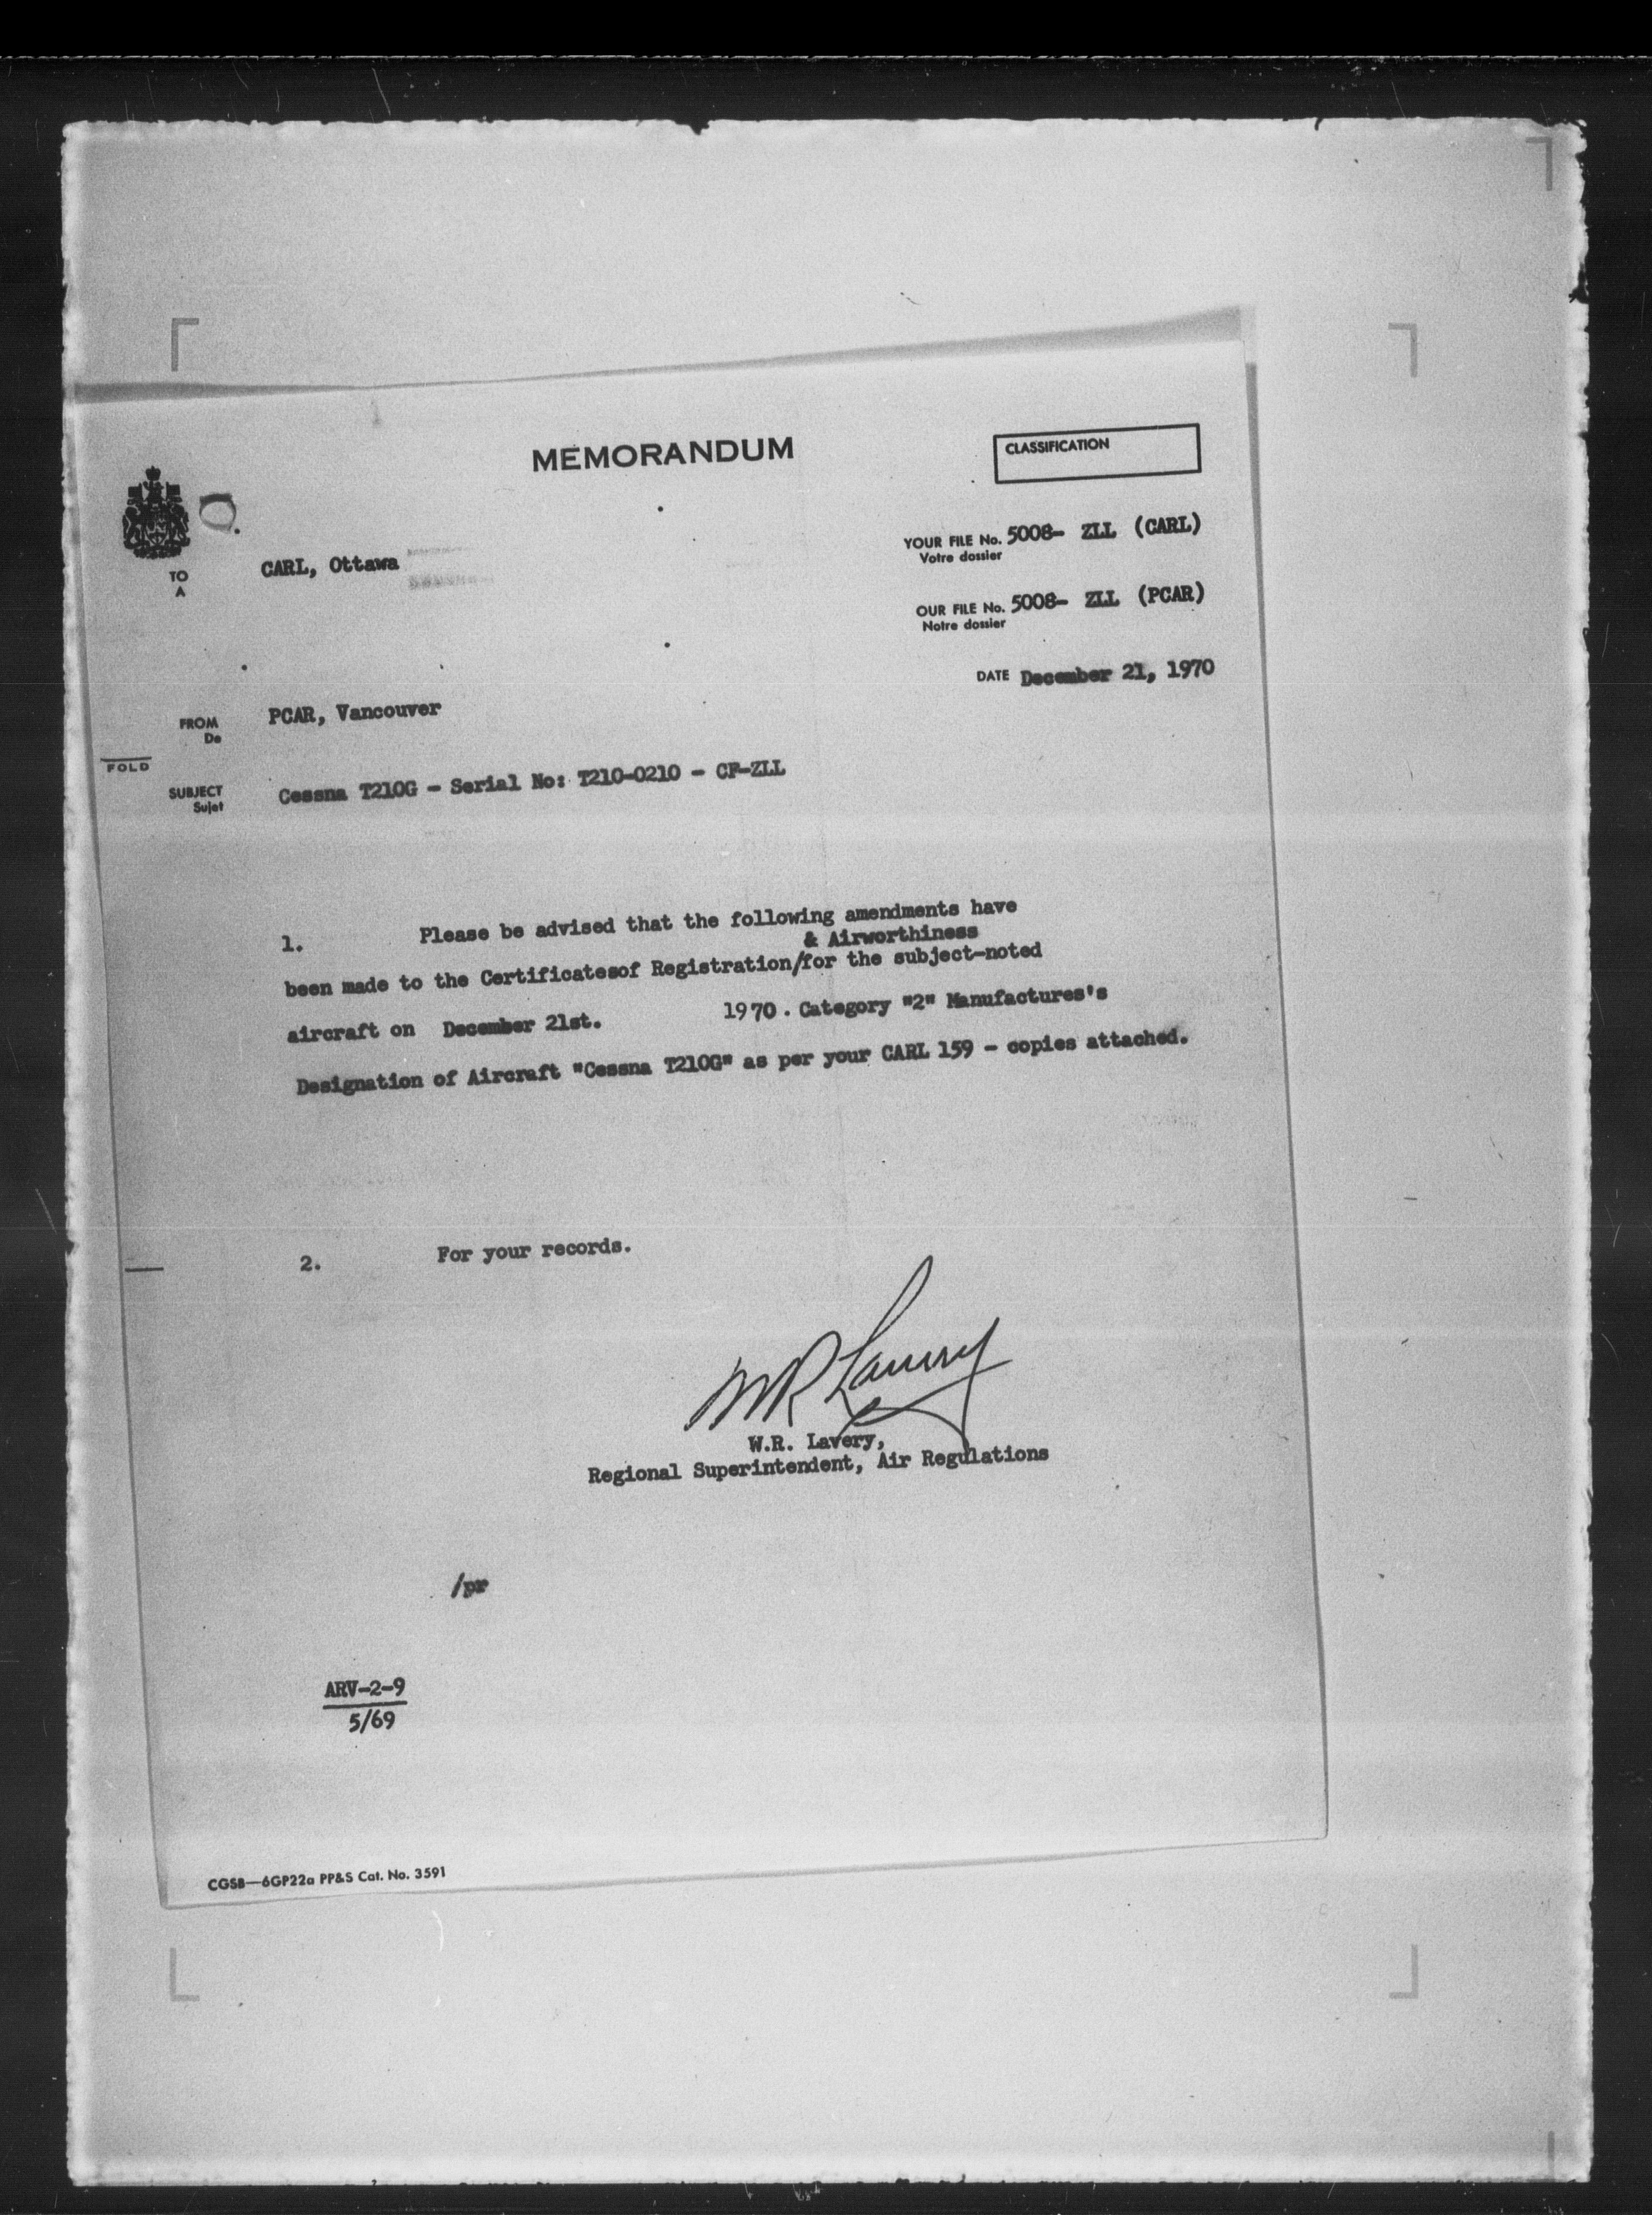 MEMORANDUM
CLASSIFICATION
YOUR FILE No. 5008- ZLL (CARL)
Votre dossier
TO
A
CARL, Ottawa
OUR FILE No. 5008- ZLL (PCAR)
Notre dossier
DATE December 21, 1970
FROM
De
PCAR, Vancouver
FOLD
SUBJECT
Sujet
Cessna T210G - Serial No: T210-0210 - CF-ZLL
1. Please be advised that the following amendments have
& Airworthiness
been made to the Certificatesof Registration/for the subject-noted
aircraft on December 21st. 1970. Category "2" Manufactures's
Designation of Aircraft "Cessna T210G" as per your CARL 159 - copies attached.
2. For your records.
WR Lavery
W.R. Lavery,
Regional Superintendent, Air Regulations
/pr
ARV-2-9
5/69
CGSB—6GP22a PP&S Cat. No. 3591